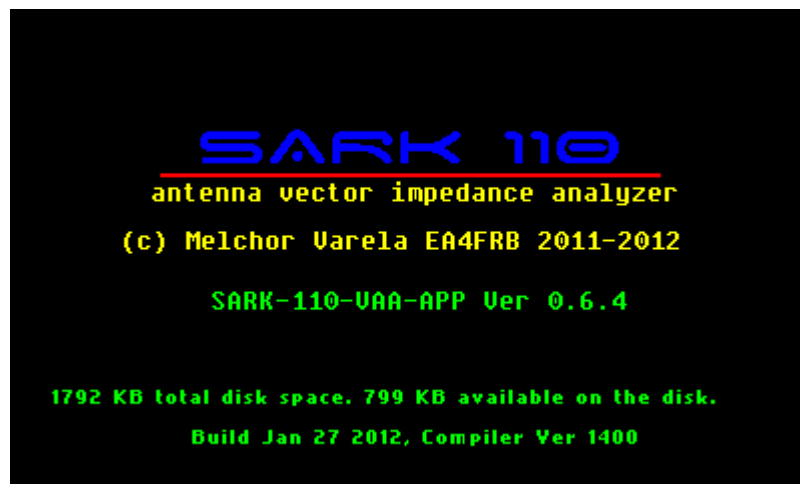 SARK 110
antenna vector impedance analyzer
(c) Melchor Varela EA4FRB 2011-2012
SARK-110-VAA-APP Ver 0.6.4
1792 KB total disk space. 799 KB available on the disk.
Build Jan 27 2012, Compiler Ver 1400